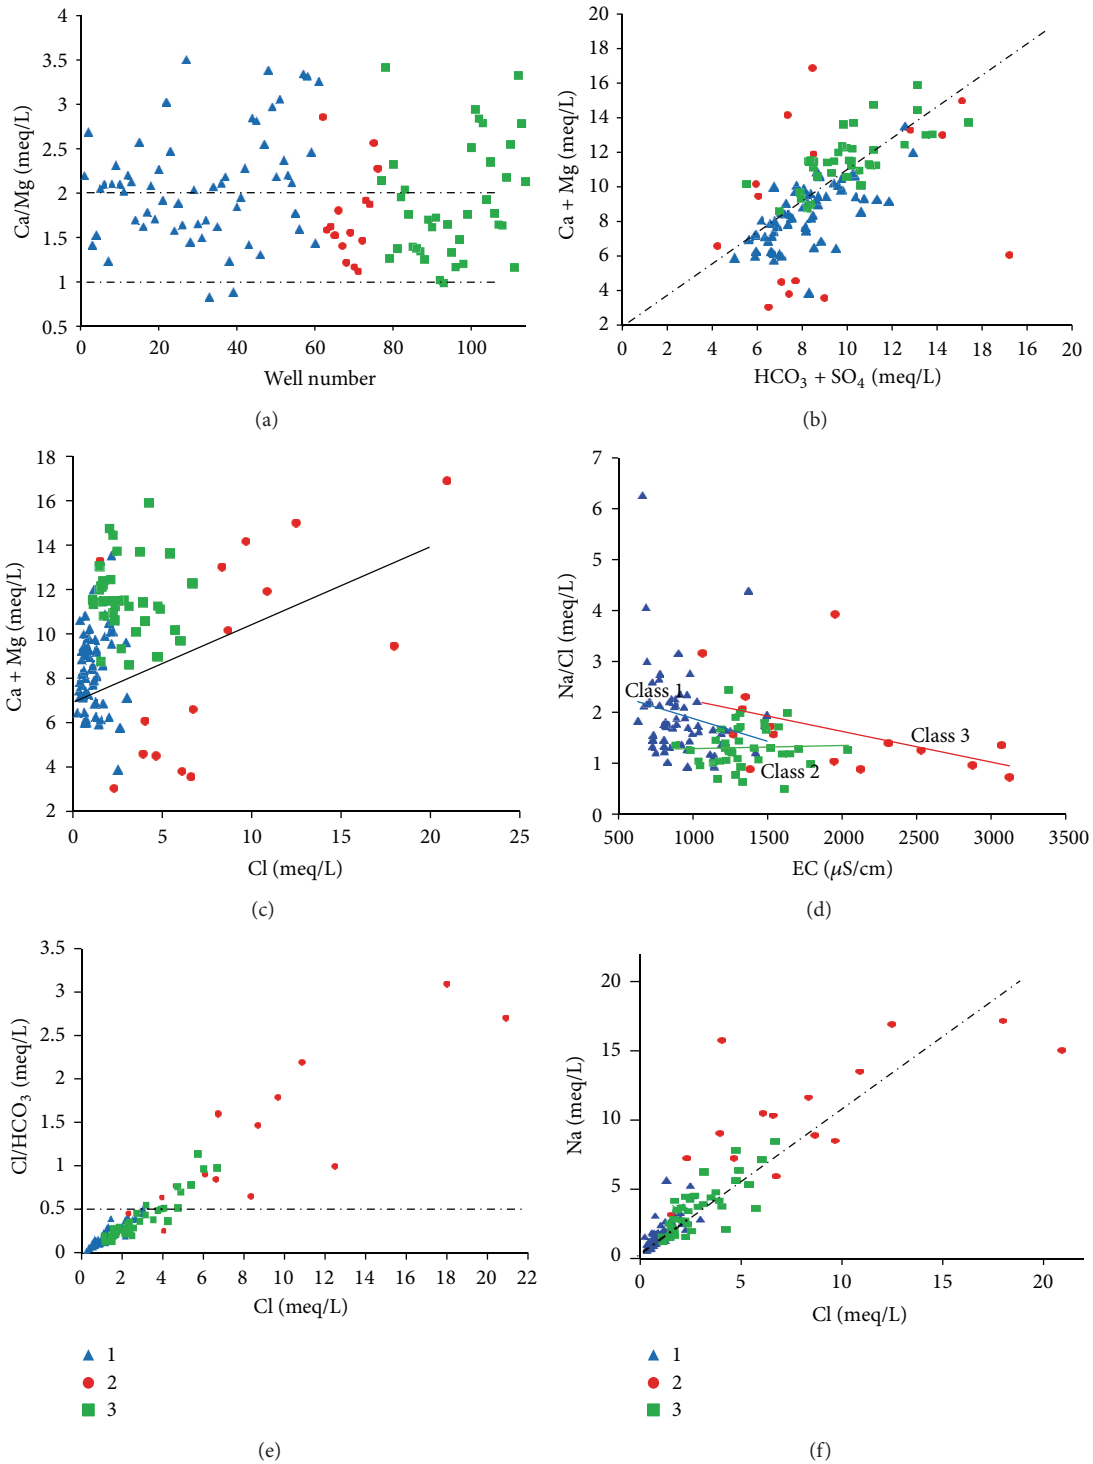 4
3.5
3
2.5
2
1.5
1
0.5
Ca/Mg (meq/L)
0 20 40 60 80 100
Well number
(a)
20
18
16
14
12
10
8
6
4
2
Ca + Mg (meq/L)
0 2 4 6 8 10 12 14 18 16 20
HCO₃ + SO₄ (meq/L)
(b)
18
16
14
12
10
8
6
4
2
Ca + Mg (meq/L)
0 5 10 15 20 25
Cl (meq/L)
(c)
7
6
5
4
3
2
1
0
Na/Cl (meq/L)
Class 1
Class 3
Class 2
500 1000 1500 2000 2500 3000 3500
EC (μS/cm)
(d)
3.5
3
2.5
2
1.5
1
0.5
0
Cl/HCO₃ (meq/L)
0 2 4 6 8 10 12 14 16 18 20 22
Cl (meq/L)
1
2
3
(e)
20
15
10
5
0
Na (meq/L)
0 5 10 15 20
Cl (meq/L)
1
2
3
(f)